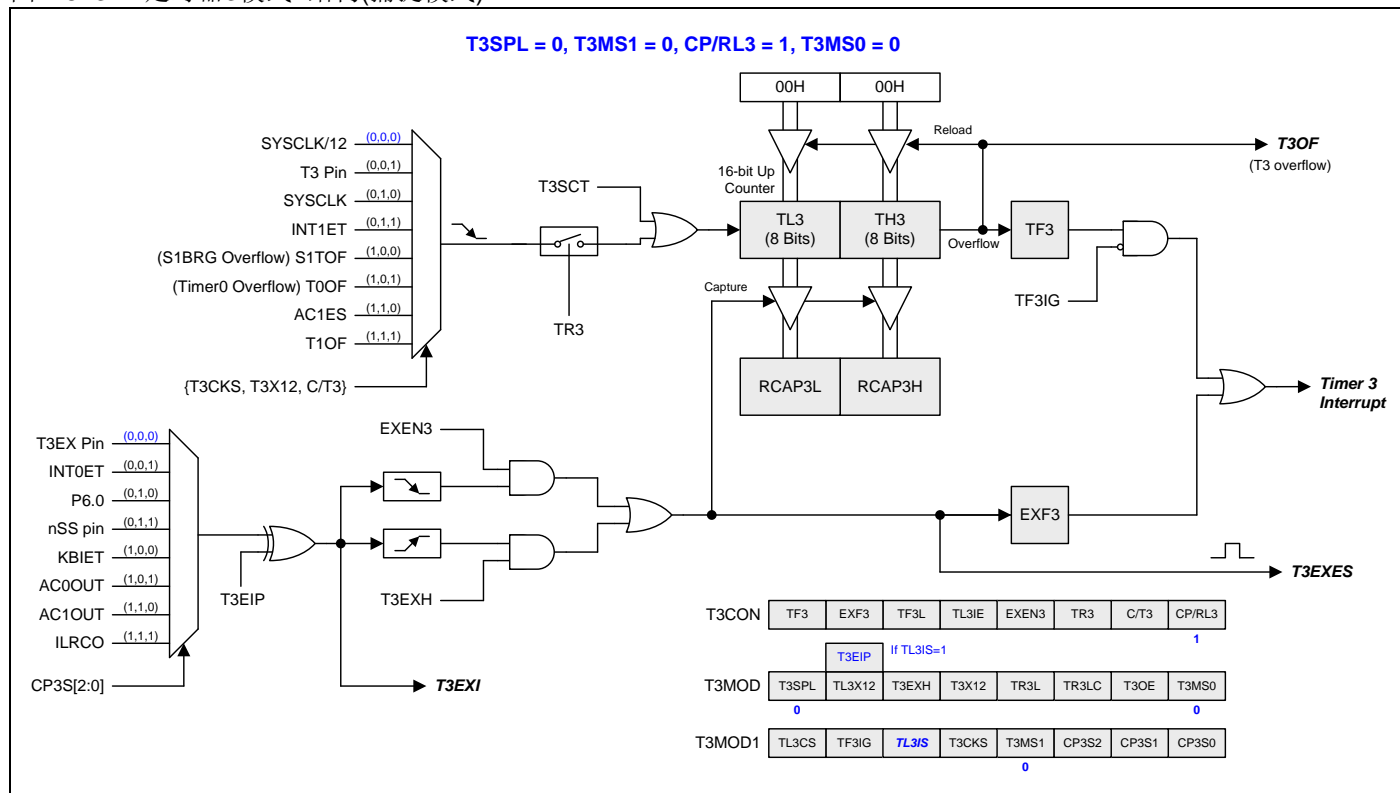 T3SPL = 0, T3MS1 = 0, CP/RL3 = 1, T3MS0 = 0
00H
00H
Reload
T3OF
(T3 overflow)
16-bit Up
Counter
SYSCLK/12
(0,0,0)
T3 Pin
(0,0,1)
SYSCLK
(0,1,0)
INT1ET
(0,1,1)
(S1BRG Overflow) S1TOF
(1,0,0)
(Timer0 Overflow) T0OF
(1,0,1)
AC1ES
(1,1,0)
T1OF
(1,1,1)
{T3CKS, T3X12, C/T3}
TR3
T3SCT
TL3
(8 Bits)
TH3
(8 Bits)
Overflow
TF3
TF3IG
Capture
RCAP3L
RCAP3H
Timer 3
Interrupt
T3EX Pin
(0,0,0)
INT0ET
(0,0,1)
P6.0
(0,1,0)
nSS pin
(0,1,1)
KBIET
(1,0,0)
AC0OUT
(1,0,1)
AC1OUT
(1,1,0)
ILRCO
(1,1,1)
CP3S[2:0]
T3EIP
EXEN3
T3EXH
T3EXI
EXF3
T3EXES
T3CON TF3 EXF3 TF3L TL3IE EXEN3 TR3 C/T3 CP/RL3
1
T3EIP If TL3IS=1
T3MOD T3SPL TL3X12 T3EXH T3X12 TR3L TR3LC T3OE T3MS0
0 0
T3MOD1 TL3CS TF3IG TL3IS T3CKS T3MS1 CP3S2 CP3S1 CP3S0
0